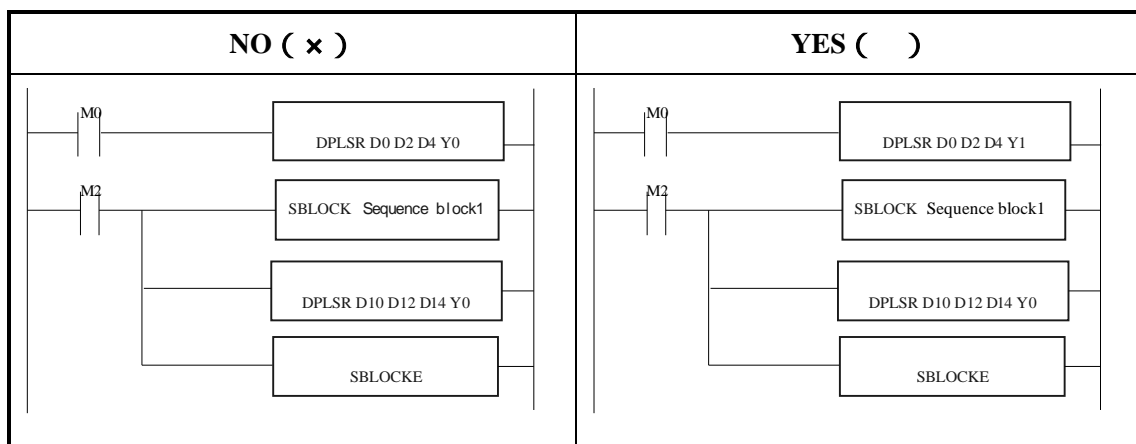 NO ( × )
YES ( )
M0
DPLSR D0 D2 D4 Y0
M2
SBLOCK Sequence block1
DPLSR D10 D12 D14 Y0
SBLOCKE
M0
DPLSR D0 D2 D4 Y1
M2
SBLOCK Sequence block1
DPLSR D10 D12 D14 Y0
SBLOCKE